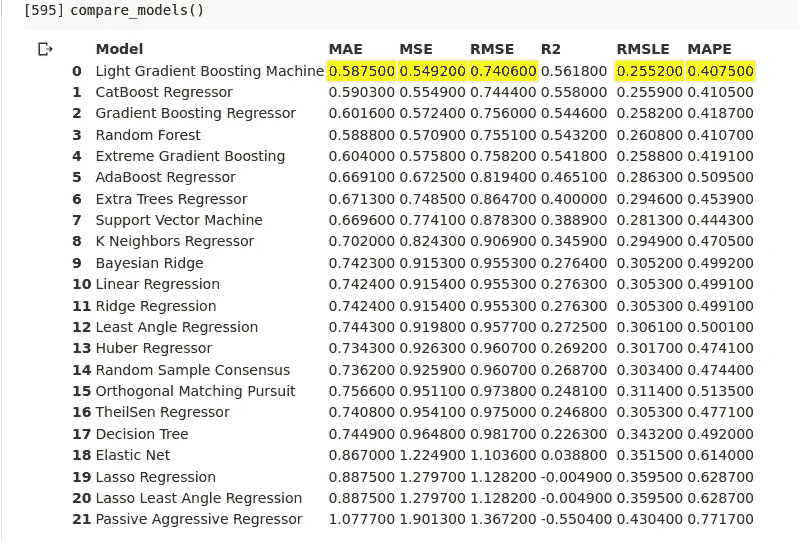 [595] compare_models()
Model MAE MSE RMSE R2 RMSLE MAPE
0 Light Gradient Boosting Machine 0.587500 0.549200 0.740600 0.561800 0.255200 0.407500
1 CatBoost Regressor 0.590300 0.554900 0.744400 0.558000 0.255900 0.410500
2 Gradient Boosting Regressor 0.601600 0.572400 0.756000 0.544600 0.258200 0.418700
3 Random Forest 0.588800 0.570900 0.755100 0.543200 0.260800 0.410700
4 Extreme Gradient Boosting 0.604000 0.575800 0.758200 0.541800 0.258800 0.419100
5 AdaBoost Regressor 0.669100 0.672500 0.819400 0.465100 0.286300 0.509500
6 Extra Trees Regressor 0.671300 0.748500 0.864700 0.400000 0.294600 0.453900
7 Support Vector Machine 0.669600 0.774100 0.878300 0.388900 0.281300 0.444300
8 K Neighbors Regressor 0.702000 0.824300 0.906900 0.345900 0.294900 0.470500
9 Bayesian Ridge 0.742300 0.915300 0.955300 0.276400 0.305200 0.499200
10 Linear Regression 0.742400 0.915400 0.955300 0.276300 0.305300 0.499100
11 Ridge Regression 0.742400 0.915400 0.955300 0.276300 0.305300 0.499100
12 Least Angle Regression 0.744300 0.919800 0.957700 0.272500 0.306100 0.500100
13 Huber Regressor 0.734300 0.926300 0.960700 0.269200 0.301700 0.474100
14 Random Sample Consensus 0.736200 0.925900 0.960700 0.268700 0.303400 0.474400
15 Orthogonal Matching Pursuit 0.756600 0.951100 0.973800 0.248100 0.311400 0.513500
16 TheilSen Regressor 0.740800 0.954100 0.975000 0.246800 0.305300 0.477100
17 Decision Tree 0.744900 0.964800 0.981700 0.226300 0.343200 0.492000
18 Elastic Net 0.867000 1.224900 1.103600 0.038800 0.351500 0.614000
19 Lasso Regression 0.887500 1.279700 1.128200 -0.004900 0.359500 0.628700
20 Lasso Least Angle Regression 0.887500 1.279700 1.128200 -0.004900 0.359500 0.628700
21 Passive Aggressive Regressor 1.077700 1.901300 1.367200 -0.550400 0.430400 0.771700